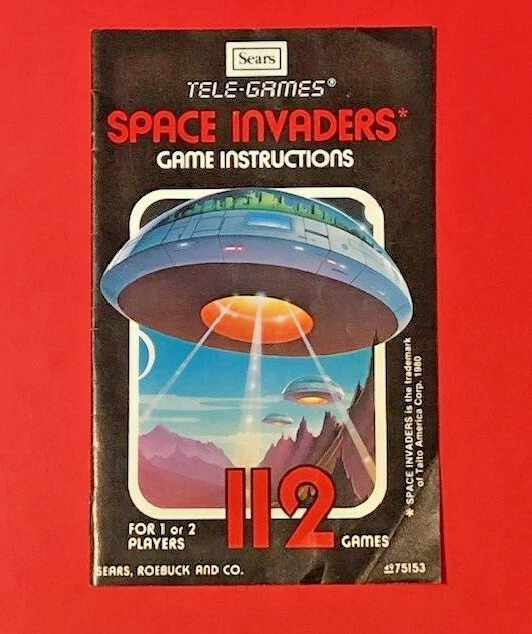 Sears
TELE-GAMES®
SPACE INVADERS*
GAME INSTRUCTIONS
* SPACE INVADERS is the trademark
of Taito America Corp. 1980
112
FOR 1 or 2
PLAYERS
GAMES
SEARS, ROEBUCK AND CO.
49 75153